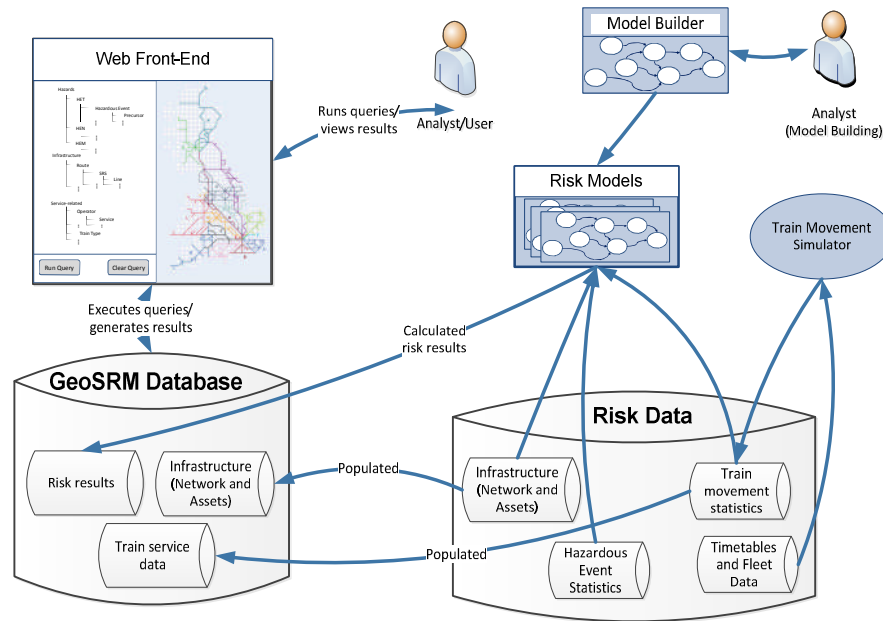 Web Front-End
Hazards
HET
Hazardous Event
Precursor
HEN
HEM
Infrastructure
Route
SRS
Line
Service-related
Operator
Service
Train Type
Run Query
Clear Query
Runs queries/
views results
Analyst/User
Model Builder
Analyst
(Model Building)
Risk Models
Train Movement
Simulator
Executes queries/
generates results
Calculated
risk results
GeoSRM Database
Risk results
Infrastructure
(Network and
Assets)
Train service
data
Populated
Populated
Risk Data
Infrastructure
(Network and
Assets)
Train
movement
statistics
Hazardous
Event
Statistics
Timetables
and Fleet
Data